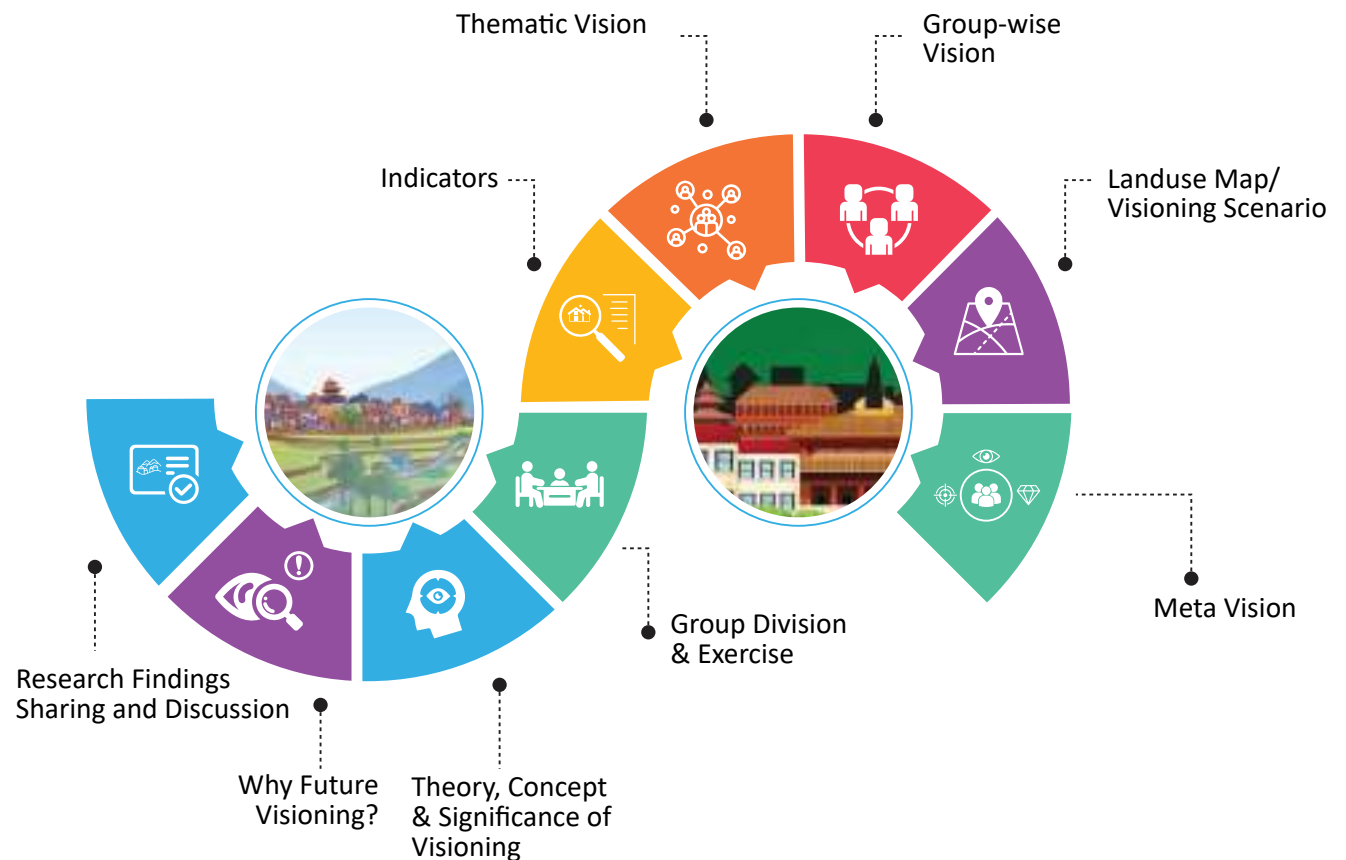 Thematic Vision
Group-wise
Vision
Indicators
Landuse Map/
Visioning Scenario
Research Findings
Sharing and Discussion
Why Future
Visioning?
Theory, Concept
& Significance of
Visioning
Group Division
& Exercise
Meta Vision